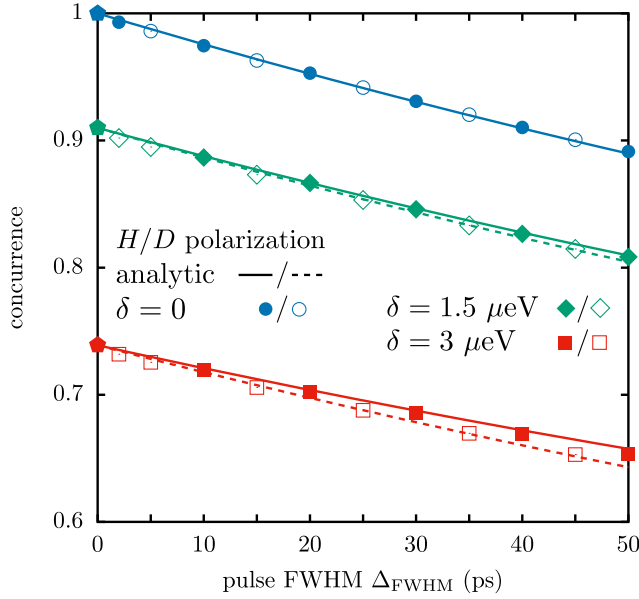 1
0.9
0.8
0.7
0.6
concurrence
H/D polarization
analytic —/---
δ = 0 /
δ = 1.5 μeV /
δ = 3 μeV /
0 10 20 30 40 50
pulse FWHM Δ_FWHM (ps)